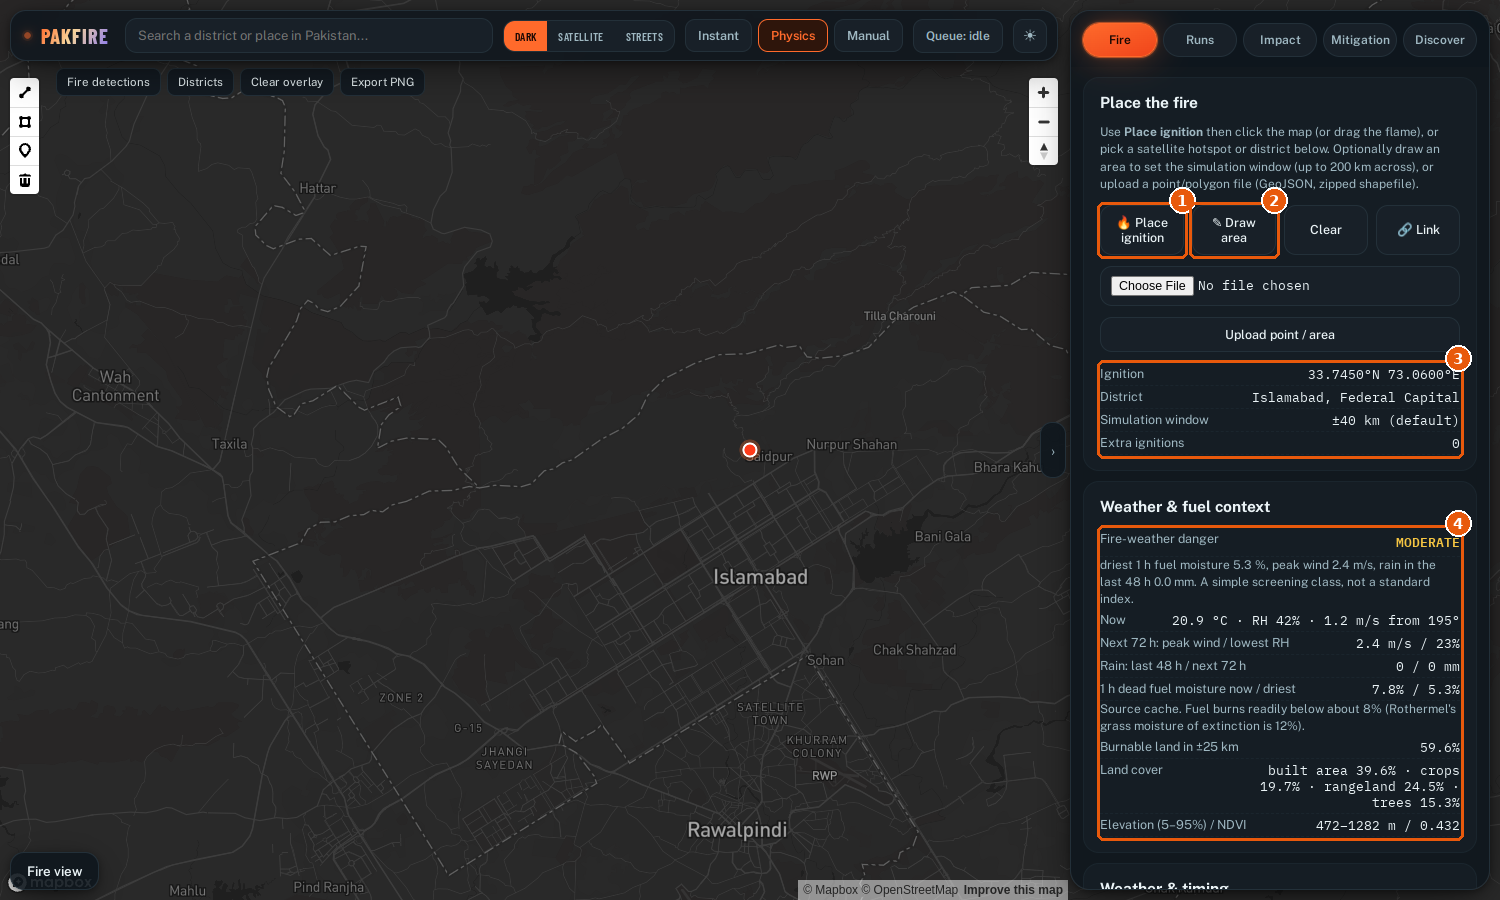 PAKFIRE
Search a district or place in Pakistan...
DARK
SATELLITE
STREETS
Instant
Physics
Manual
Queue: idle
Fire detections
Districts
Clear overlay
Export PNG
Fire
Runs
Impact
Mitigation
Discover
Place the fire
Use Place ignition then click the map (or drag the flame), or
pick a satellite hotspot or district below. Optionally draw an
area to set the simulation window (up to 200 km across), or
upload a point/polygon file (GeoJSON, zipped shapefile).
1
2
🔥 Place
ignition
✎ Draw
area
Clear
🔗 Link
Choose File No file chosen
Upload point / area
3
Ignition 33.7450°N 73.0600°E
District Islamabad, Federal Capital
Simulation window ±40 km (default)
Extra ignitions 0
Weather & fuel context
4
Fire-weather danger MODERATE
driest 1 h fuel moisture 5.3 %, peak wind 2.4 m/s, rain in the
last 48 h 0.0 mm. A simple screening class, not a standard
index.
Now 20.9 °C · RH 42% · 1.2 m/s from 195°
Next 72 h: peak wind / lowest RH 2.4 m/s / 23%
Rain: last 48 h / next 72 h 0 / 0 mm
1 h dead fuel moisture now / driest 7.8% / 5.3%
Source cache. Fuel burns readily below about 8% (Rothermel's
grass moisture of extinction is 12%).
Burnable land in ±25 km 59.6%
Land cover built area 39.6% · crops
19.7% · rangeland 24.5% ·
trees 15.3%
Elevation (5–95%) / NDVI 472–1282 m / 0.432
Weather & timing
Hattar
dal
Tilla Charouni
Wah
Cantonment
Taxila
Nurpur Shahan
Saidpur
Bhara Kahu
›
Bani Gala
Islamabad
ang
Chak Shahzad
Sohan
ZONE 2
SATELLITE
TOWN
G-15
JHANGI
SAYEDAN
KHURRAM
COLONY
RWP
Rawalpindi
Fire view
mapbox
Mahlu
Pind Ranjha
© Mapbox © OpenStreetMap Improve this map